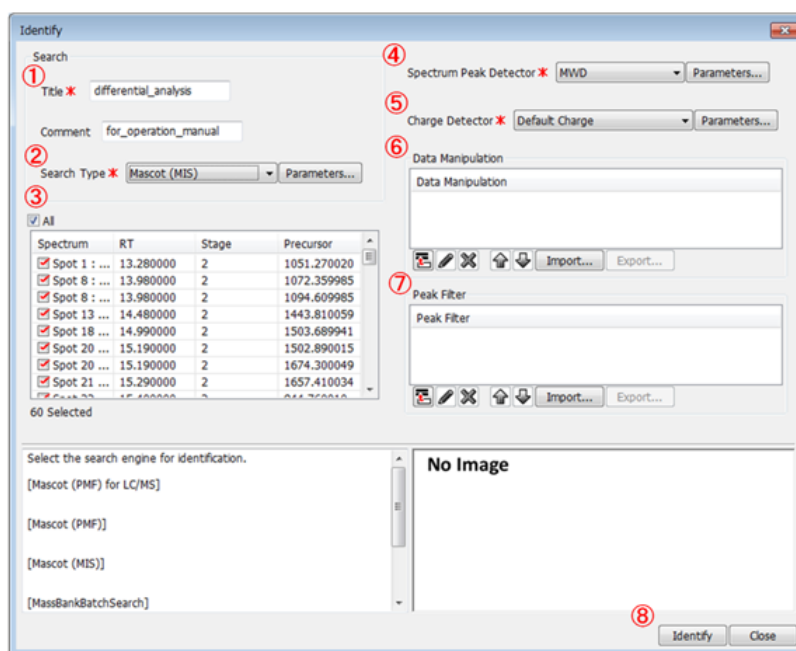 Identify
Search
①
Title *
differential_analysis
Comment
for_operation_manual
②
Search Type *
Mascot (MIS)
Parameters...
③
All
Spectrum RT Stage Precursor
Spot 1 : ... 13.280000 2 1051.270020
Spot 8 : ... 13.980000 2 1072.359985
Spot 8 : ... 13.980000 2 1094.609985
Spot 13 ... 14.480000 2 1443.810059
Spot 18 ... 14.990000 2 1503.689941
Spot 20 ... 15.190000 2 1502.890015
Spot 20 ... 15.190000 2 1674.300049
Spot 21 ... 15.290000 2 1657.410034
60 Selected
④
Spectrum Peak Detector * MWD Parameters...
⑤
Charge Detector * Default Charge Parameters...
⑥
Data Manipulation
Data Manipulation
Import... Export...
⑦
Peak Filter
Peak Filter
Import... Export...
Select the search engine for identification.
[Mascot (PMF) for LC/MS]
[Mascot (PMF)]
[Mascot (MIS)]
[MassBankBatchSearch]
No Image
⑧
Identify Close